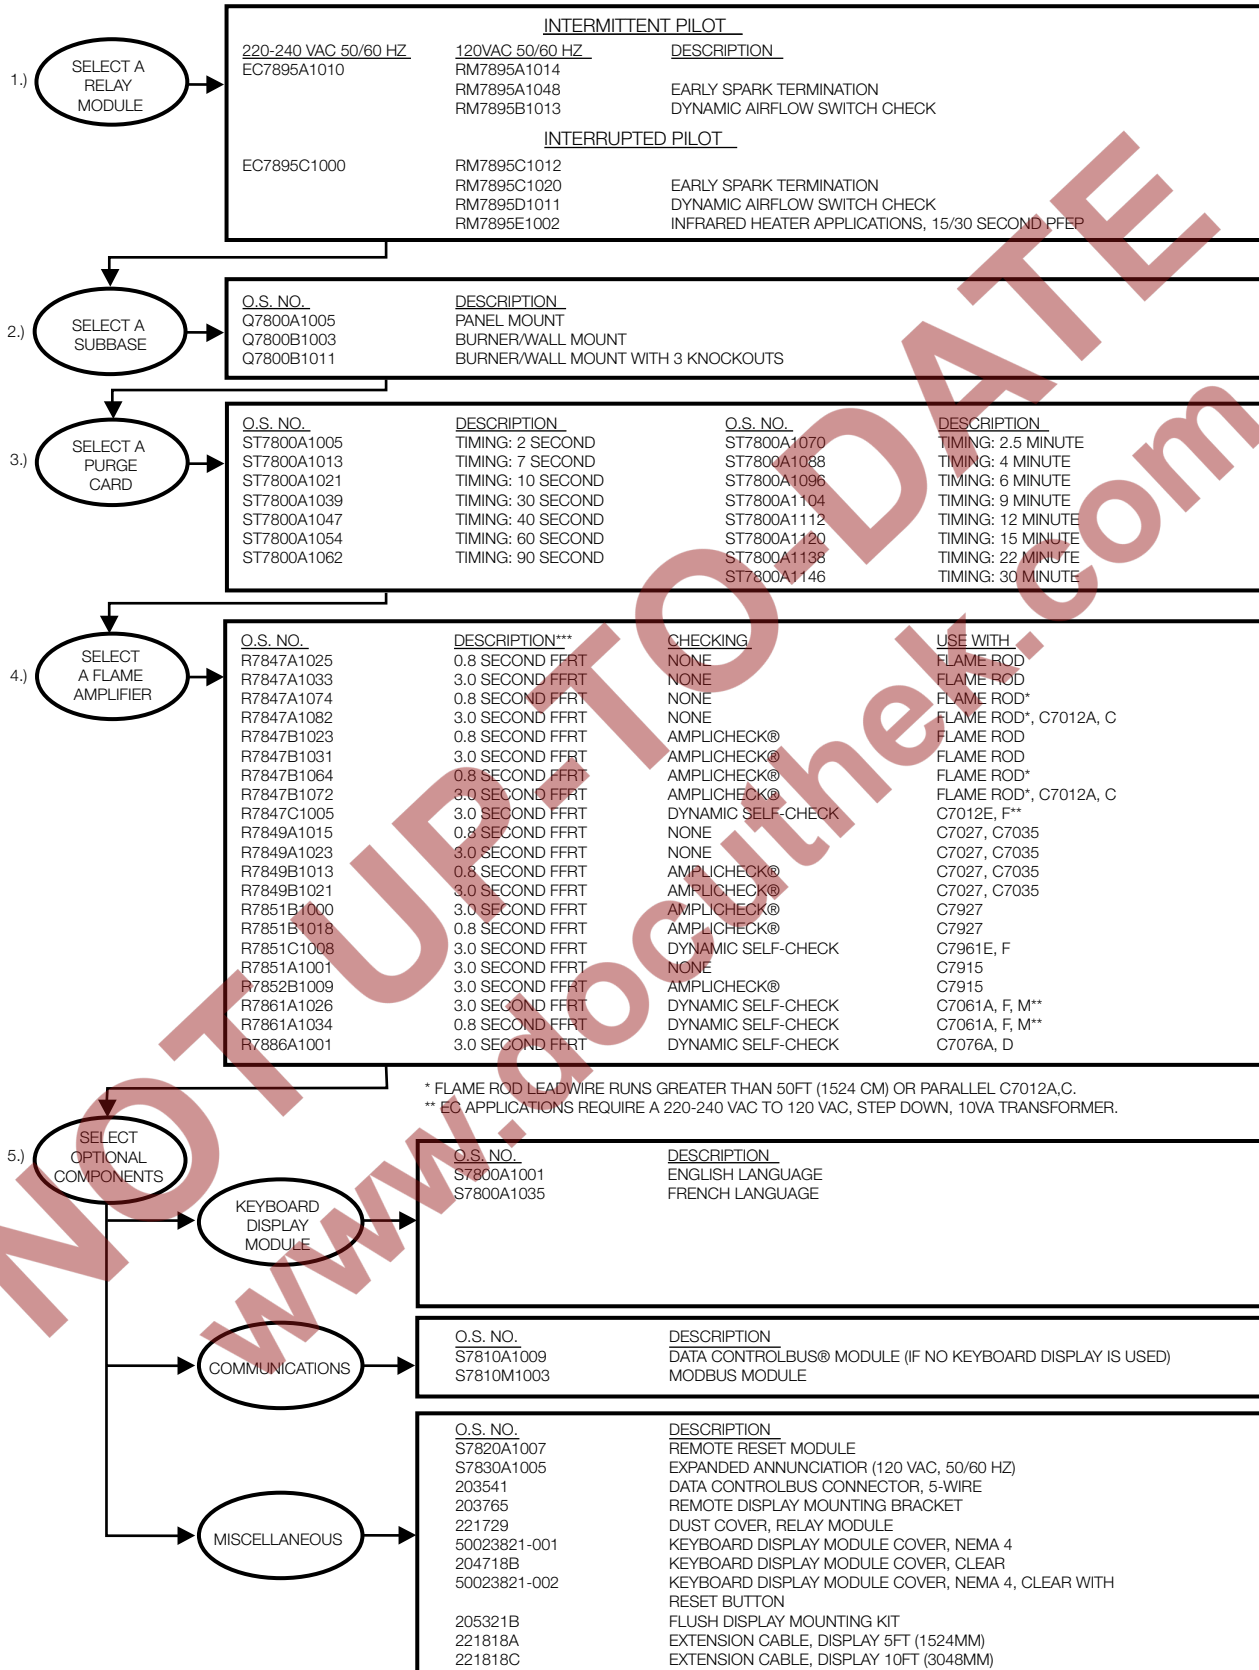 INTERMITTENT PILOT
220-240 VAC 50/60 HZ 120VAC 50/60 HZ DESCRIPTION
1.) SELECT A RELAY MODULE
EC7895A1010 RM7895A1014
RM7895A1048 EARLY SPARK TERMINATION
RM7895B1013 DYNAMIC AIRFLOW SWITCH CHECK
INTERRUPTED PILOT
EC7895C1000 RM7895C1012
RM7895C1020 EARLY SPARK TERMINATION
RM7895D1011 DYNAMIC AIRFLOW SWITCH CHECK
RM7895E1002 INFRARED HEATER APPLICATIONS, 15/30 SECOND PFEP
2.) SELECT A SUBBASE
O.S. NO. DESCRIPTION
Q7800A1005 PANEL MOUNT
Q7800B1003 BURNER/WALL MOUNT
Q7800B1011 BURNER/WALL MOUNT WITH 3 KNOCKOUTS
3.) SELECT A PURGE CARD
O.S. NO. DESCRIPTION O.S. NO. DESCRIPTION
ST7800A1005 TIMING: 2 SECOND ST7800A1070 TIMING: 2.5 MINUTE
ST7800A1013 TIMING: 7 SECOND ST7800A1088 TIMING: 4 MINUTE
ST7800A1021 TIMING: 10 SECOND ST7800A1096 TIMING: 6 MINUTE
ST7800A1039 TIMING: 30 SECOND ST7800A1104 TIMING: 9 MINUTE
ST7800A1047 TIMING: 40 SECOND ST7800A1112 TIMING: 12 MINUTE
ST7800A1054 TIMING: 60 SECOND ST7800A1120 TIMING: 15 MINUTE
ST7800A1062 TIMING: 90 SECOND ST7800A1138 TIMING: 22 MINUTE
ST7800A1146 TIMING: 30 MINUTE
4.) SELECT A FLAME AMPLIFIER
O.S. NO. DESCRIPTION*** CHECKING USE WITH
R7847A1025 0.8 SECOND FFRT NONE FLAME ROD
R7847A1033 3.0 SECOND FFRT NONE FLAME ROD
R7847A1074 0.8 SECOND FFRT NONE FLAME ROD*
R7847A1082 3.0 SECOND FFRT NONE FLAME ROD*, C7012A, C
R7847B1023 0.8 SECOND FFRT AMPLICHECK® FLAME ROD
R7847B1031 3.0 SECOND FFRT AMPLICHECK® FLAME ROD
R7847B1064 0.8 SECOND FFRT AMPLICHECK® FLAME ROD*
R7847B1072 3.0 SECOND FFRT AMPLICHECK® FLAME ROD*, C7012A, C
R7847C1005 3.0 SECOND FFRT DYNAMIC SELF-CHECK C7012E, F**
R7849A1015 0.8 SECOND FFRT NONE C7027, C7035
R7849A1023 3.0 SECOND FFRT NONE C7027, C7035
R7849B1013 0.8 SECOND FFRT AMPLICHECK® C7027, C7035
R7849B1021 3.0 SECOND FFRT AMPLICHECK® C7027, C7035
R7851B1000 3.0 SECOND FFRT AMPLICHECK® C7927
R7851B1018 0.8 SECOND FFRT AMPLICHECK® C7927
R7851C1008 3.0 SECOND FFRT DYNAMIC SELF-CHECK C7961E, F
R7851A1001 3.0 SECOND FFRT NONE C7915
R7852B1009 3.0 SECOND FFRT AMPLICHECK® C7915
R7861A1026 3.0 SECOND FFRT DYNAMIC SELF-CHECK C7061A, F, M**
R7861A1034 0.8 SECOND FFRT DYNAMIC SELF-CHECK C7061A, F, M**
R7886A1001 3.0 SECOND FFRT DYNAMIC SELF-CHECK C7076A, D
* FLAME ROD LEADWIRE RUNS GREATER THAN 50FT (1524 CM) OR PARALLEL C7012A,C.
** EC APPLICATIONS REQUIRE A 220-240 VAC TO 120 VAC, STEP DOWN, 10VA TRANSFORMER.
5.) SELECT OPTIONAL COMPONENTS
KEYBOARD DISPLAY MODULE
O.S. NO. DESCRIPTION
S7800A1001 ENGLISH LANGUAGE
S7800A1035 FRENCH LANGUAGE
COMMUNICATIONS
O.S. NO. DESCRIPTION
S7810A1009 DATA CONTROLBUS® MODULE (IF NO KEYBOARD DISPLAY IS USED)
S7810M1003 MODBUS MODULE
MISCELLANEOUS
O.S. NO. DESCRIPTION
S7820A1007 REMOTE RESET MODULE
S7830A1005 EXPANDED ANNUNCIATIOR (120 VAC, 50/60 HZ)
203541 DATA CONTROLBUS CONNECTOR, 5-WIRE
203765 REMOTE DISPLAY MOUNTING BRACKET
221729 DUST COVER, RELAY MODULE
50023821-001 KEYBOARD DISPLAY MODULE COVER, NEMA 4
204718B KEYBOARD DISPLAY MODULE COVER, CLEAR
50023821-002 KEYBOARD DISPLAY MODULE COVER, NEMA 4, CLEAR WITH
RESET BUTTON
205321B FLUSH DISPLAY MOUNTING KIT
221818A EXTENSION CABLE, DISPLAY 5FT (1524MM)
221818C EXTENSION CABLE, DISPLAY 10FT (3048MM)
NOT UP-TO-DATE
www.docuthek.com